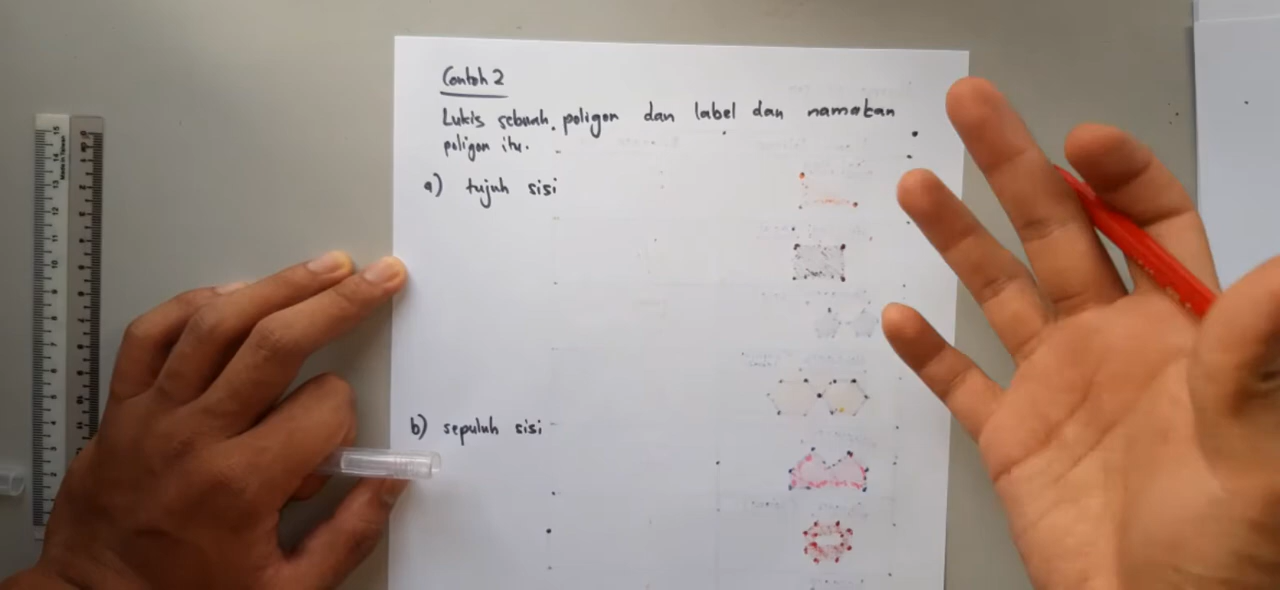 Contoh 2
Lukis sebuah poligon dan label dan namakan
poligon itu.
a) tujuh sisi
b) sepuluh sisi